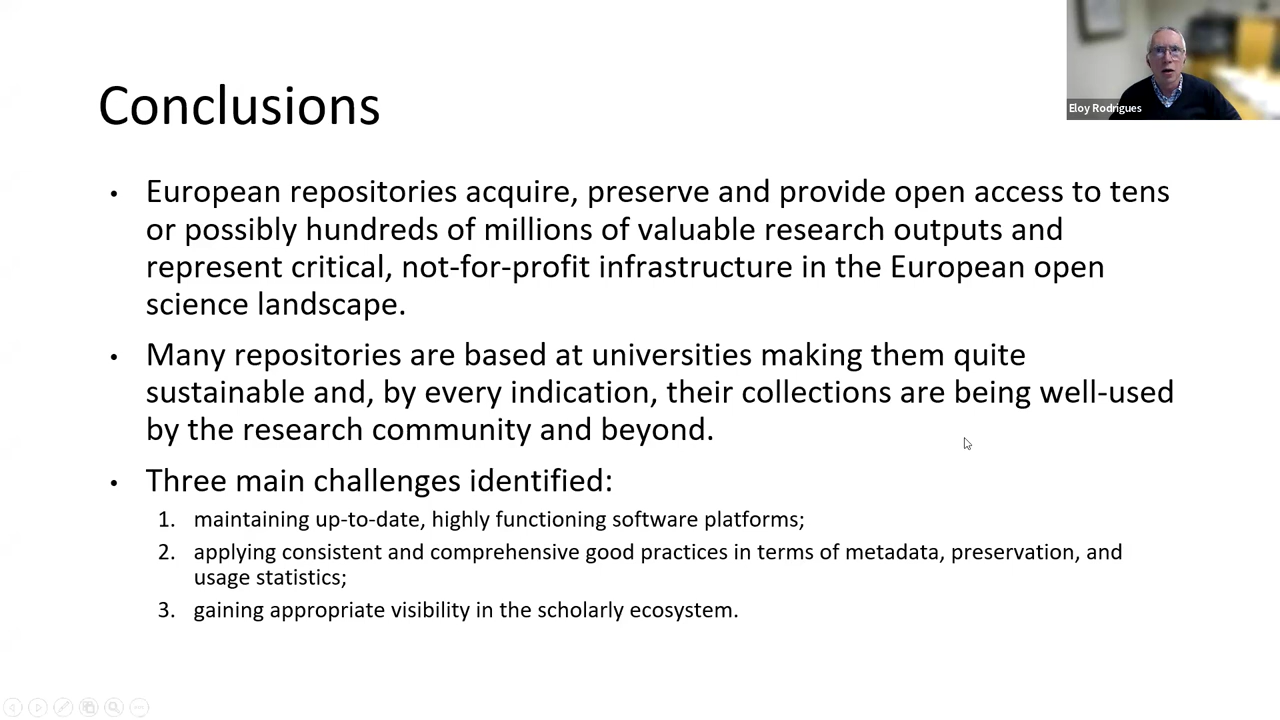 Conclusions
Eloy Rodrigues
• European repositories acquire, preserve and provide open access to tens
or possibly hundreds of millions of valuable research outputs and
represent critical, not-for-profit infrastructure in the European open
science landscape.
• Many repositories are based at universities making them quite
sustainable and, by every indication, their collections are being well-used
by the research community and beyond.
• Three main challenges identified:
1. maintaining up-to-date, highly functioning software platforms;
2. applying consistent and comprehensive good practices in terms of metadata, preservation, and
usage statistics;
3. gaining appropriate visibility in the scholarly ecosystem.